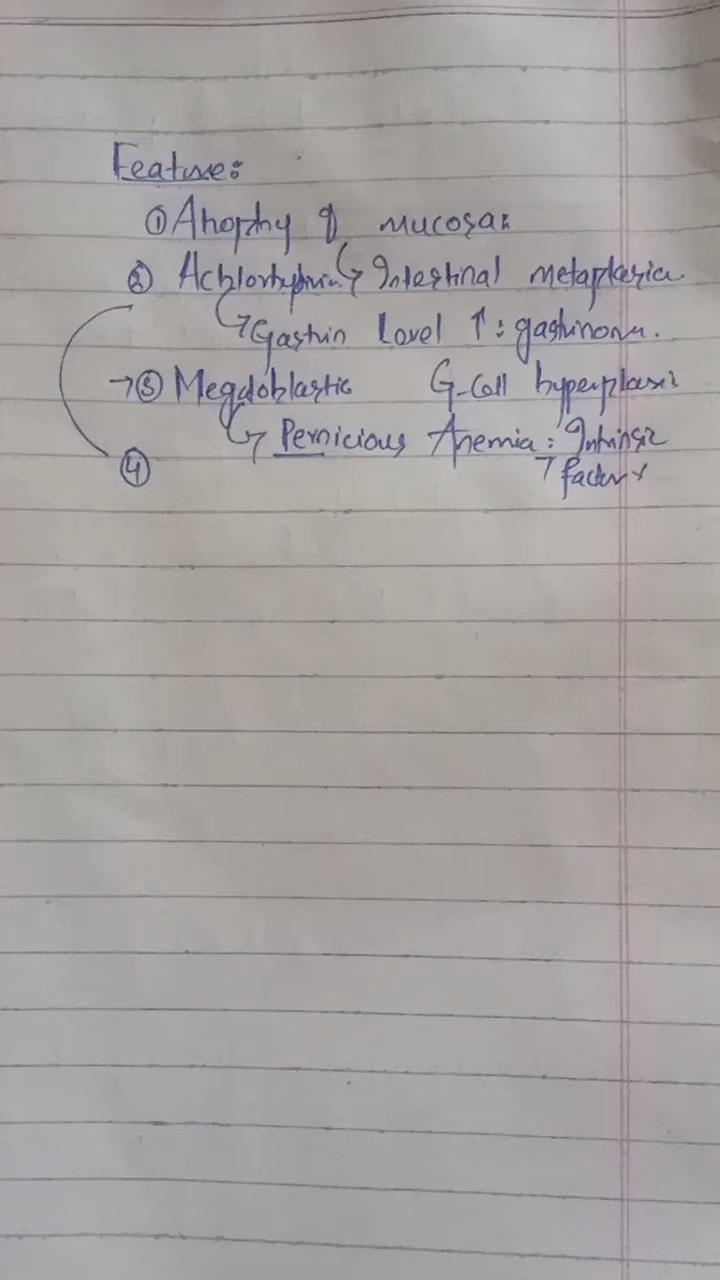 Feature:
① Atrophy of mucosa:
② Achlorhydria ↳ Intestinal metaplasia
↳ Gastrin Level ↑ : gastrinoma.
→ ③ Megaloblastic G-cell hyperplasia
↳ Pernicious Anemia : Intrinsic
④ factor x